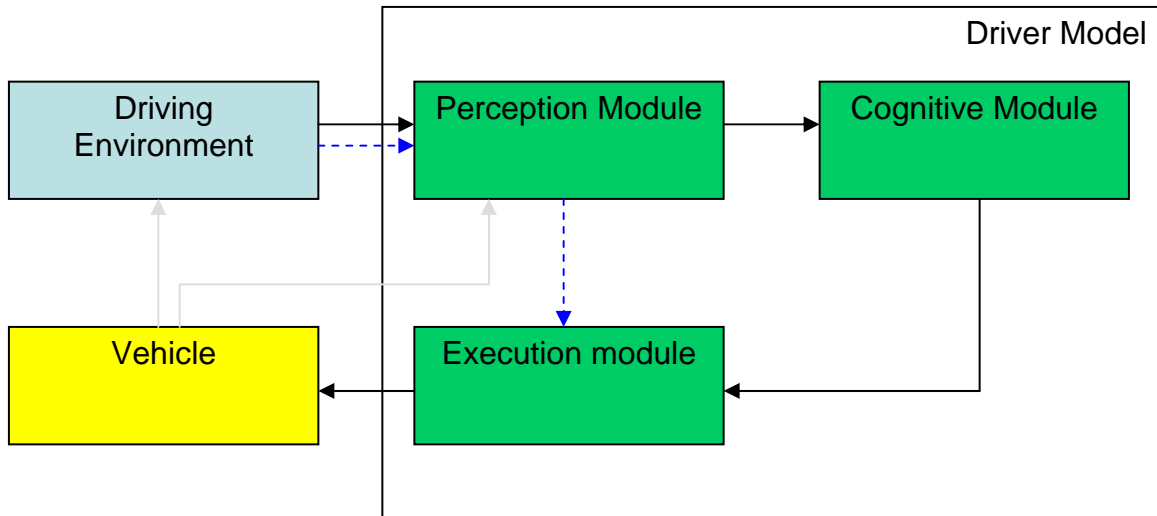 Driver Model
Driving
Environment
Perception Module
Cognitive Module
Vehicle
Execution module